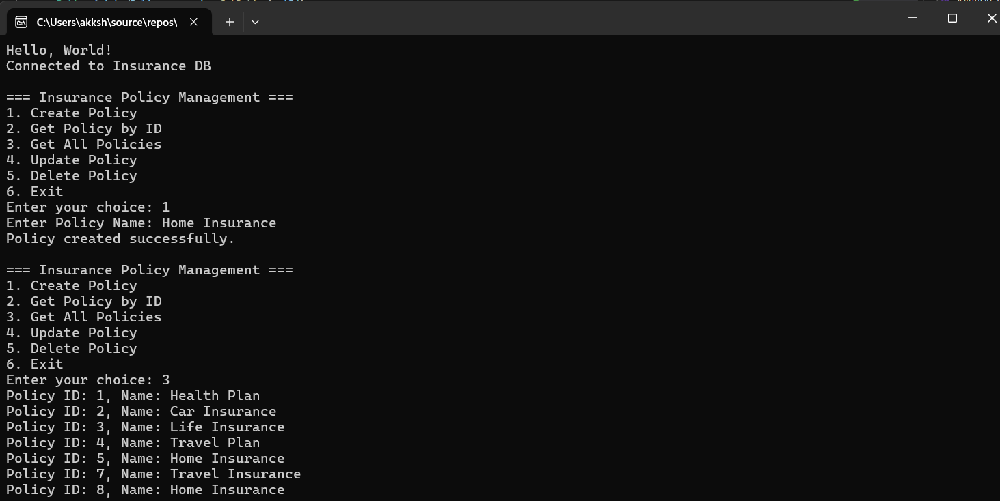 C:\Users\akksh\source\repos\
Hello, World!
Connected to Insurance DB
=== Insurance Policy Management ===
1. Create Policy
2. Get Policy by ID
3. Get All Policies
4. Update Policy
5. Delete Policy
6. Exit
Enter your choice: 1
Enter Policy Name: Home Insurance
Policy created successfully.
=== Insurance Policy Management ===
1. Create Policy
2. Get Policy by ID
3. Get All Policies
4. Update Policy
5. Delete Policy
6. Exit
Enter your choice: 3
Policy ID: 1, Name: Health Plan
Policy ID: 2, Name: Car Insurance
Policy ID: 3, Name: Life Insurance
Policy ID: 4, Name: Travel Plan
Policy ID: 5, Name: Home Insurance
Policy ID: 7, Name: Travel Insurance
Policy ID: 8, Name: Home Insurance